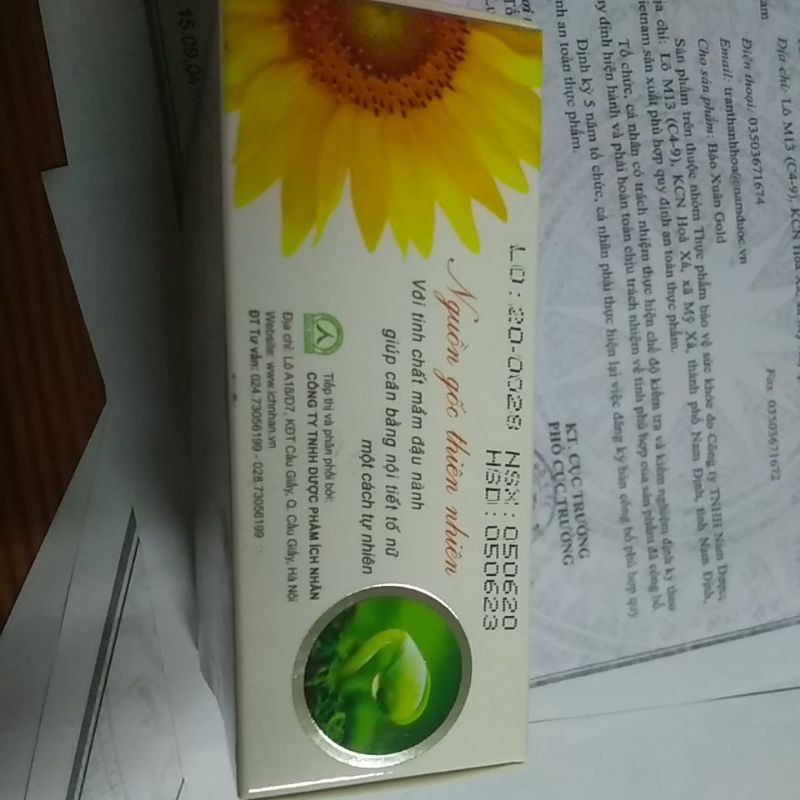 LO: 20-0028 NSX: 050620
HSD: 050623
Nguồn gốc thiên nhiên
Với tinh chất mầm đậu nành
giúp cân bằng nội tiết tố nữ
một cách tự nhiên
Tiếp thị và phân phối bởi:
CÔNG TY TNHH DƯỢC PHẨM ÍCH NHÂN
Địa chỉ: Lô A18/D7, KĐT Cầu Giấy, Q. Cầu Giấy, Hà Nội
Website: www.ichnhan.vn
ĐT Tư vấn: 024.73056199 - 028.73056199
Địa chỉ: Lô M13 (C4-9), KCN Hòa
Điện thoại: 03503671674 Fax 03503671672
Email: tranthanhhoa@namduoc.vn
Cho sản phẩm: Bảo Xuân Gold
Sản phẩm trên thuộc nhóm Thực phẩm bảo vệ sức khỏe do Công ty TNHH Nam Dược,
địa chỉ: Lô M13 (C4-9), KCN Hoà Xá, xã Mỹ Xá, thành phố Nam Định, tỉnh Nam Định,
Vietnam sản xuất phù hợp quy định an toàn thực phẩm.
Tổ chức, cá nhân có trách nhiệm thực hiện chế độ kiểm tra và kiểm nghiệm định kỳ theo
quy định hiện hành và phải hoàn toàn chịu trách nhiệm về tính phù hợp của sản phẩm đã công bố.
Định kỳ 5 năm tổ chức, cá nhân phải thực hiện lại việc đăng ký bản công bố phù hợp quy
định an toàn thực phẩm.
KT. CỤC TRƯỞNG
PHÓ CỤC TRƯỞNG
15.09.04